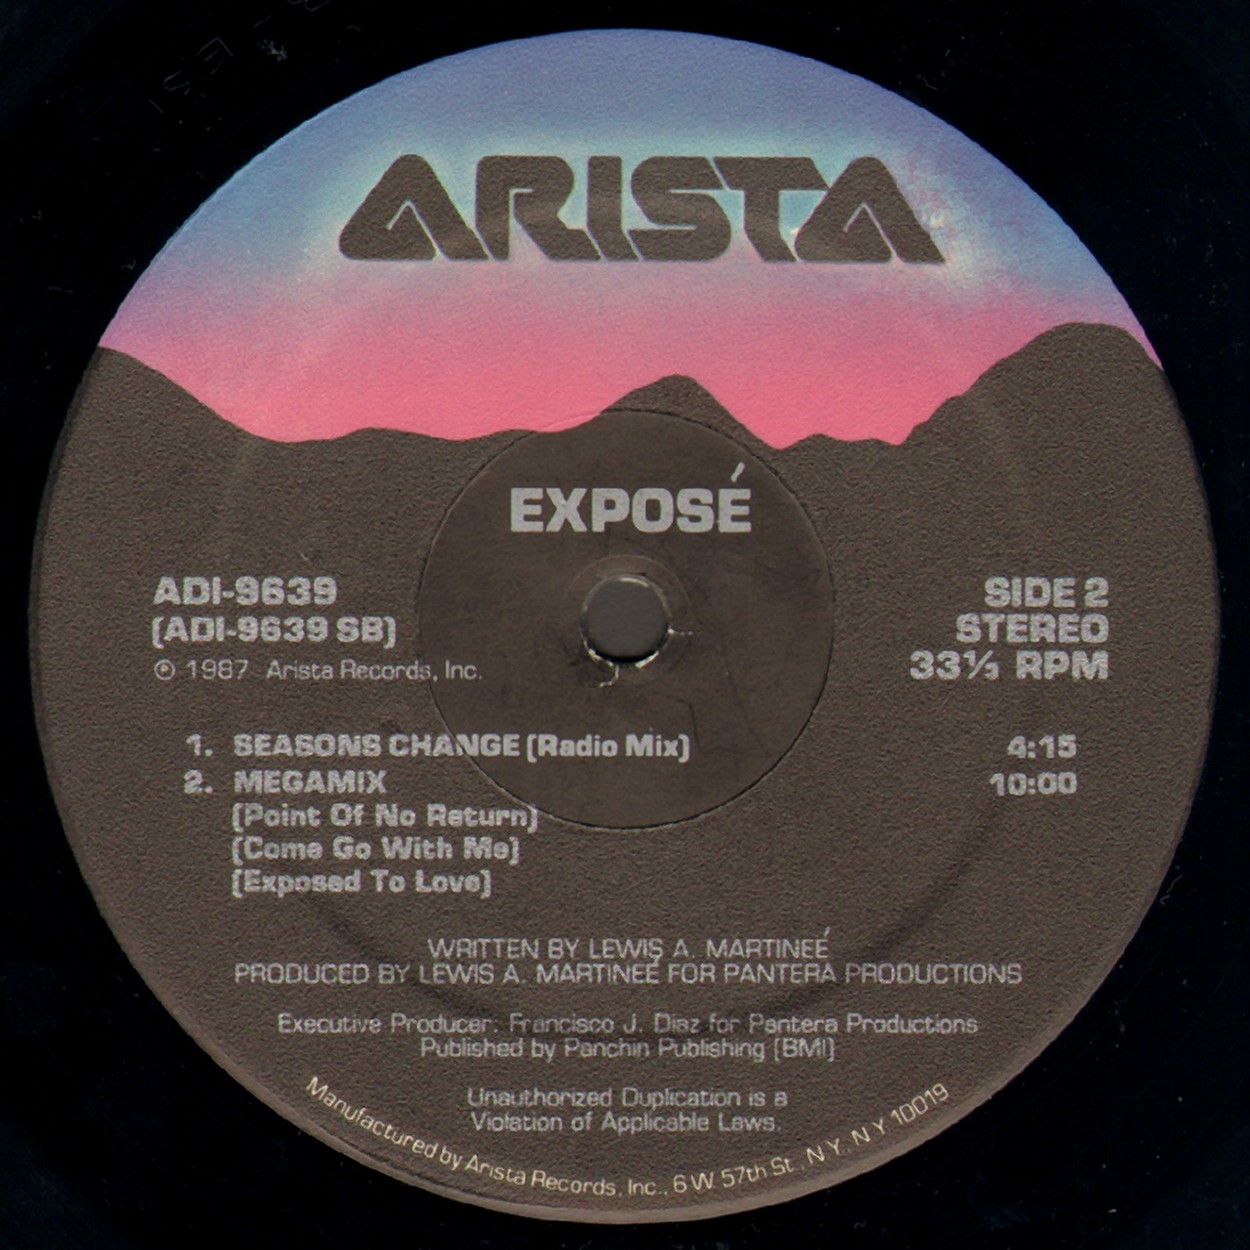 ARISTA
EXPOSÉ
ADI-9639
(ADI-9639 SB)
℗ 1987 Arista Records, Inc.
SIDE 2
STEREO
33⅓ RPM
1. SEASONS CHANGE (Radio Mix) 4:15
2. MEGAMIX 10:00
(Point Of No Return)
(Come Go With Me)
(Exposed To Love)
WRITTEN BY LEWIS A. MARTINEÉ
PRODUCED BY LEWIS A. MARTINEÉ FOR PANTERA PRODUCTIONS
Executive Producer: Francisco J. Diaz for Pantera Productions
Published by Panchin Publishing (BMI)
Unauthorized Duplication is a
Violation of Applicable Laws.
Manufactured by Arista Records, Inc., 6 W 57th St., N.Y., N.Y 10019